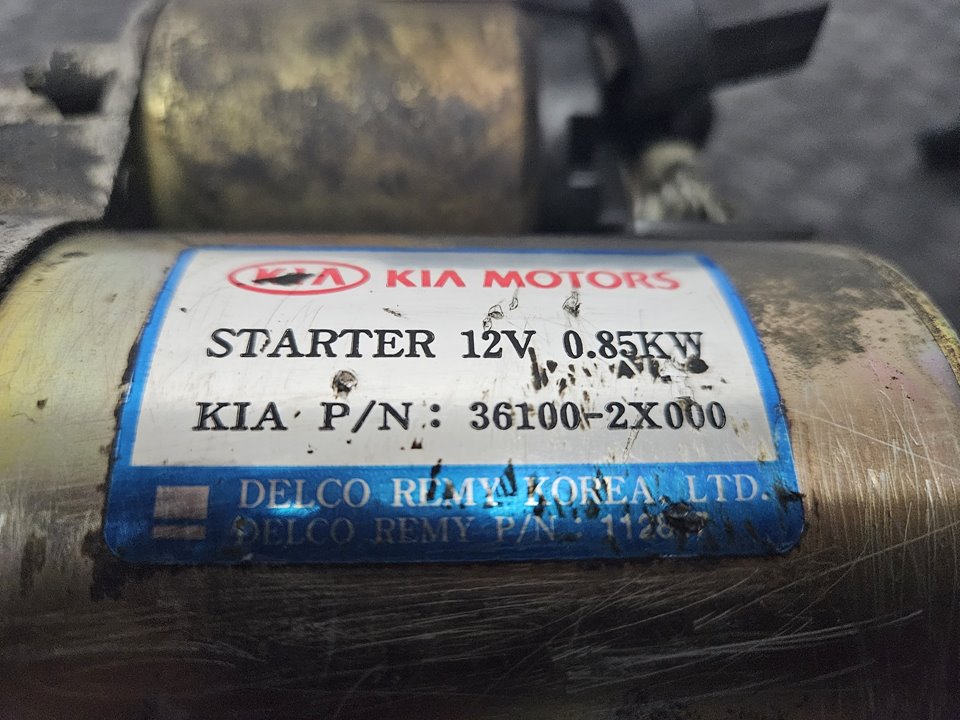 KIA KIA MOTORS
STARTER 12V 0.85KW
KIA P/N: 36100-2X000
DELCO REMY KOREA LTD.
DELCO REMY P/N: